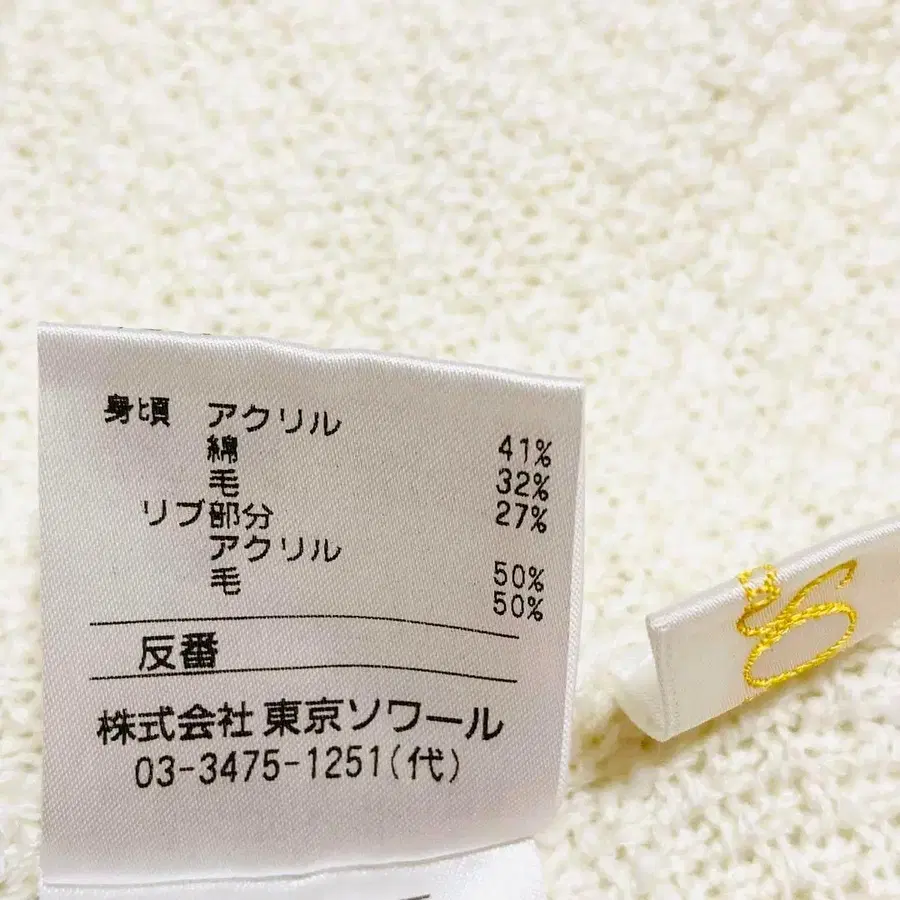 身頃 アクリル 41%
綿 32%
毛 27%
リブ部分
アクリル 50%
毛 50%
反番
株式会社 東京ソワール
03-3475-1251(代)